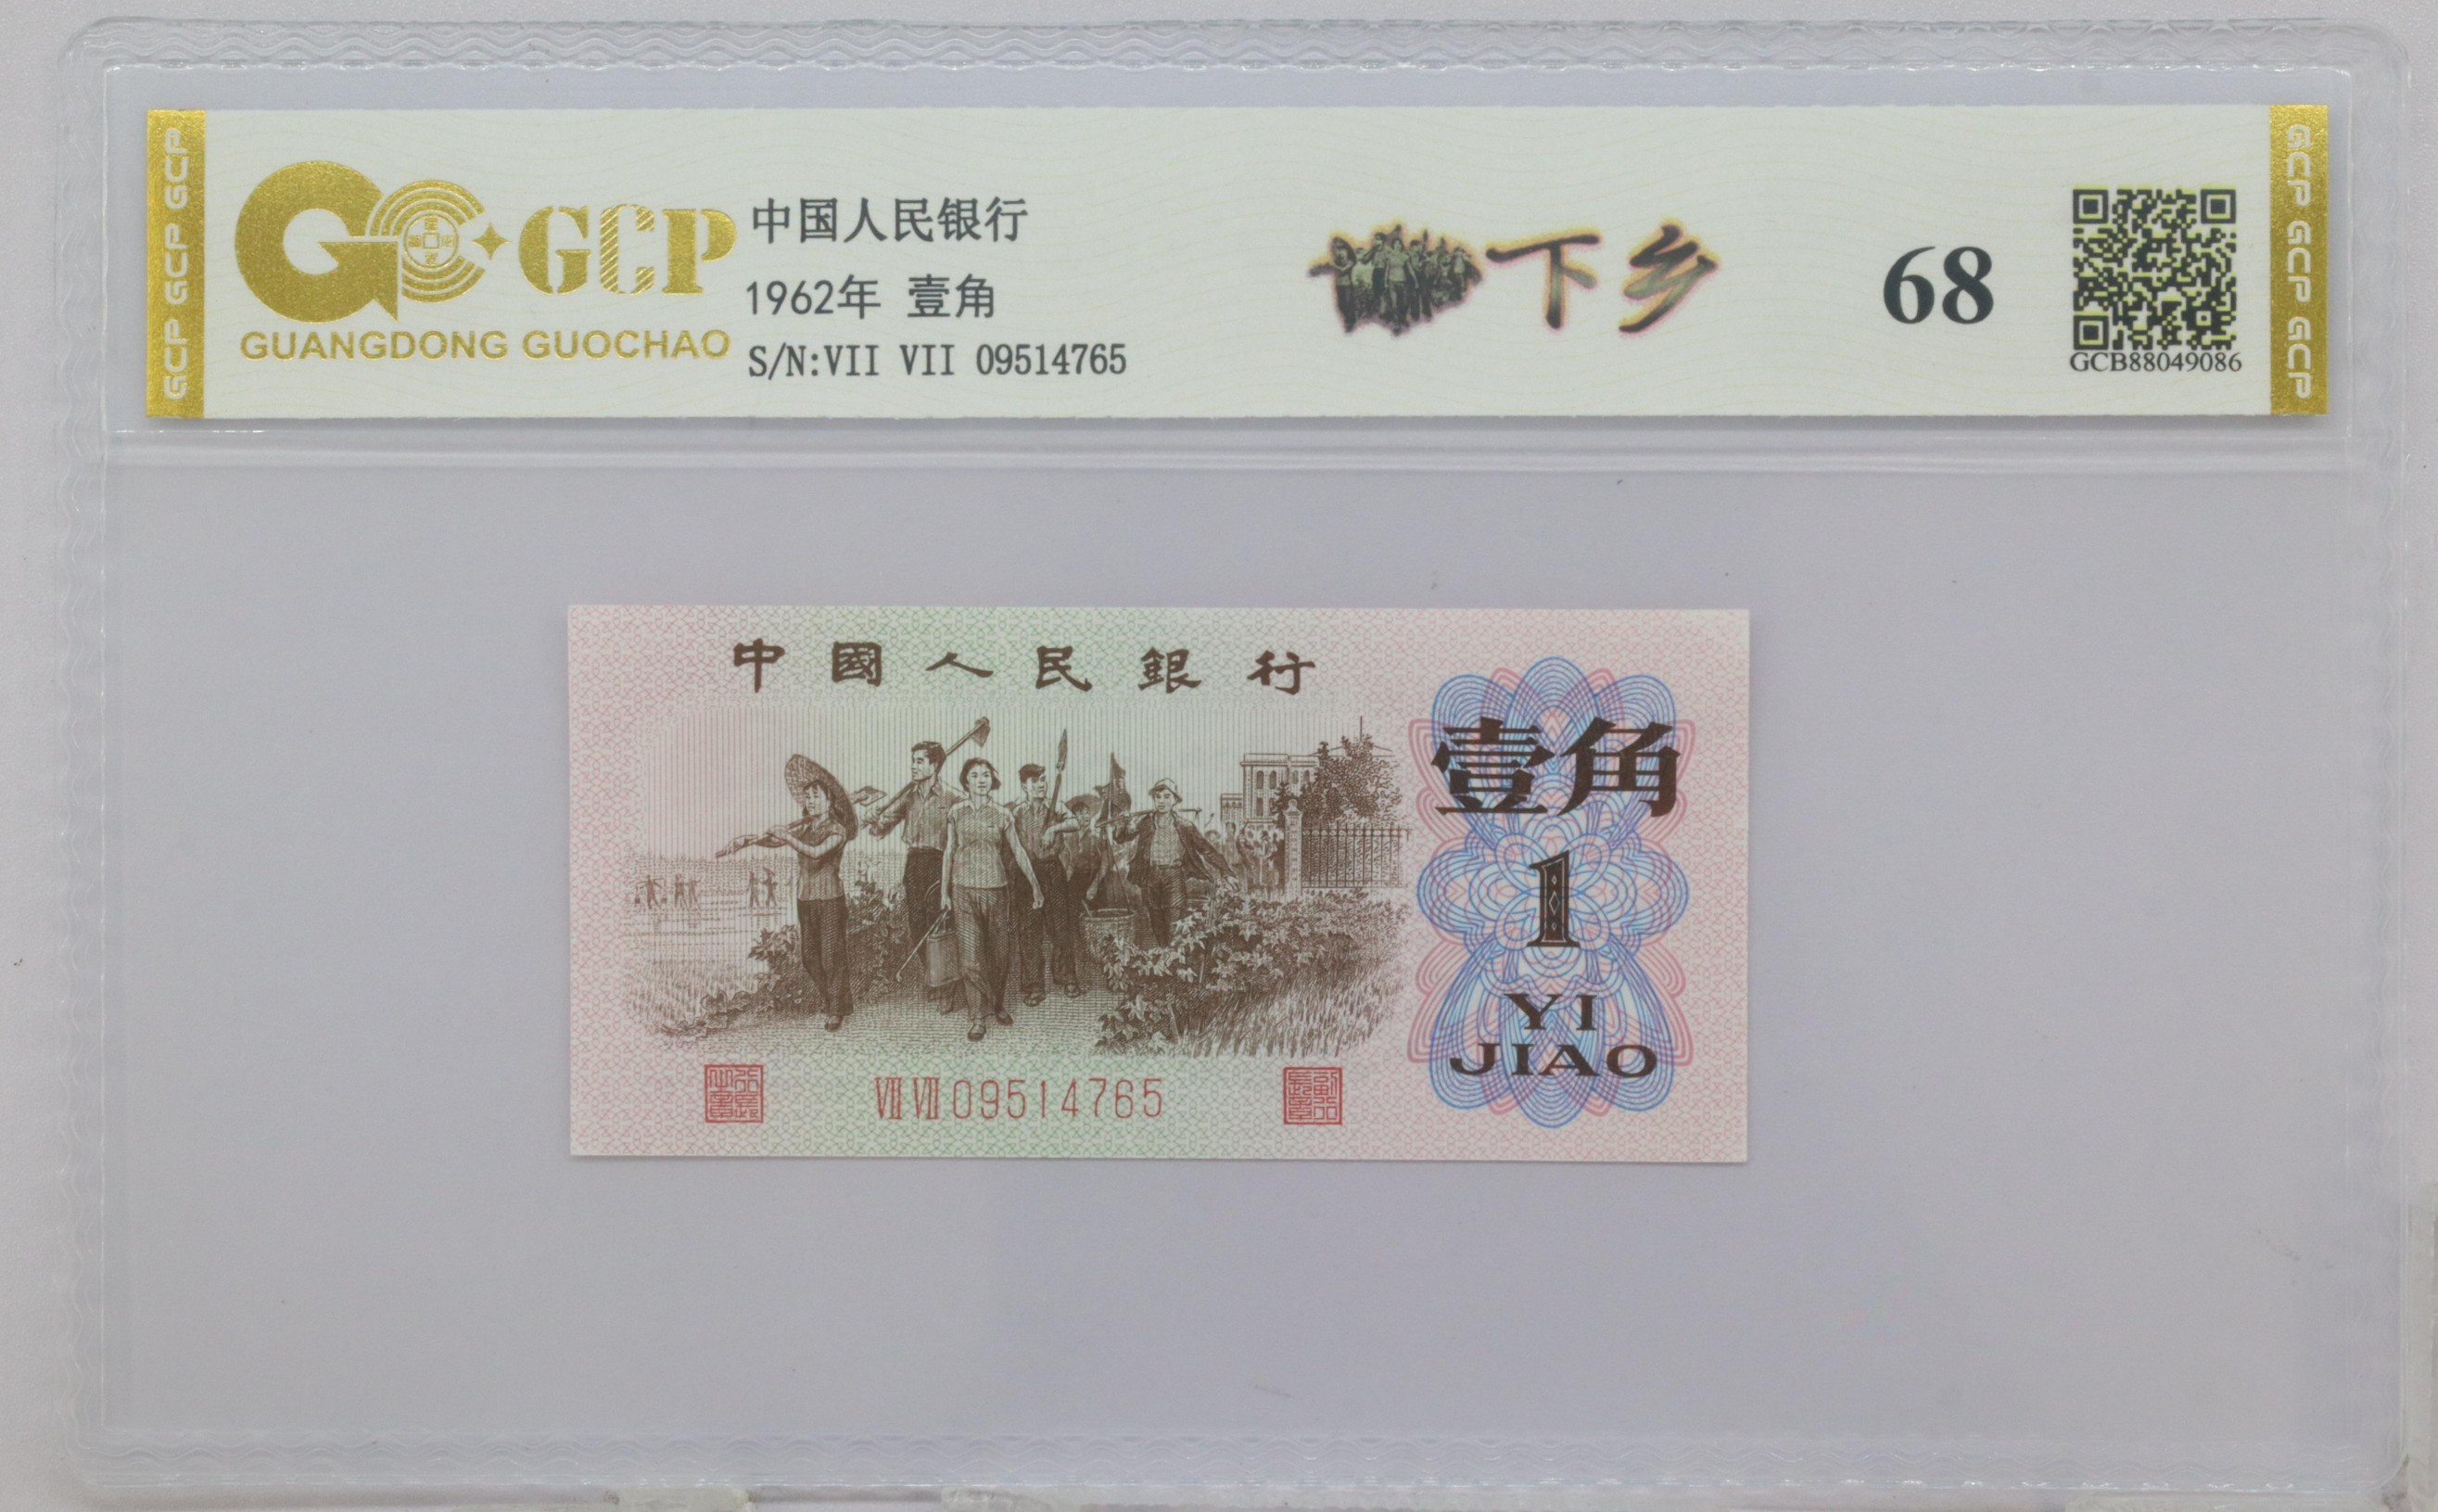 GCP GCP GCP
GCP
GUANGDONG GUOCHAO
中国人民银行
1962年 壹角
S/N:VII VII 09514765
下乡
68
GCB88049086
GCP GCP GCP
中國人民銀行
壹角
1
YI
JIAO
VII VII 09514765